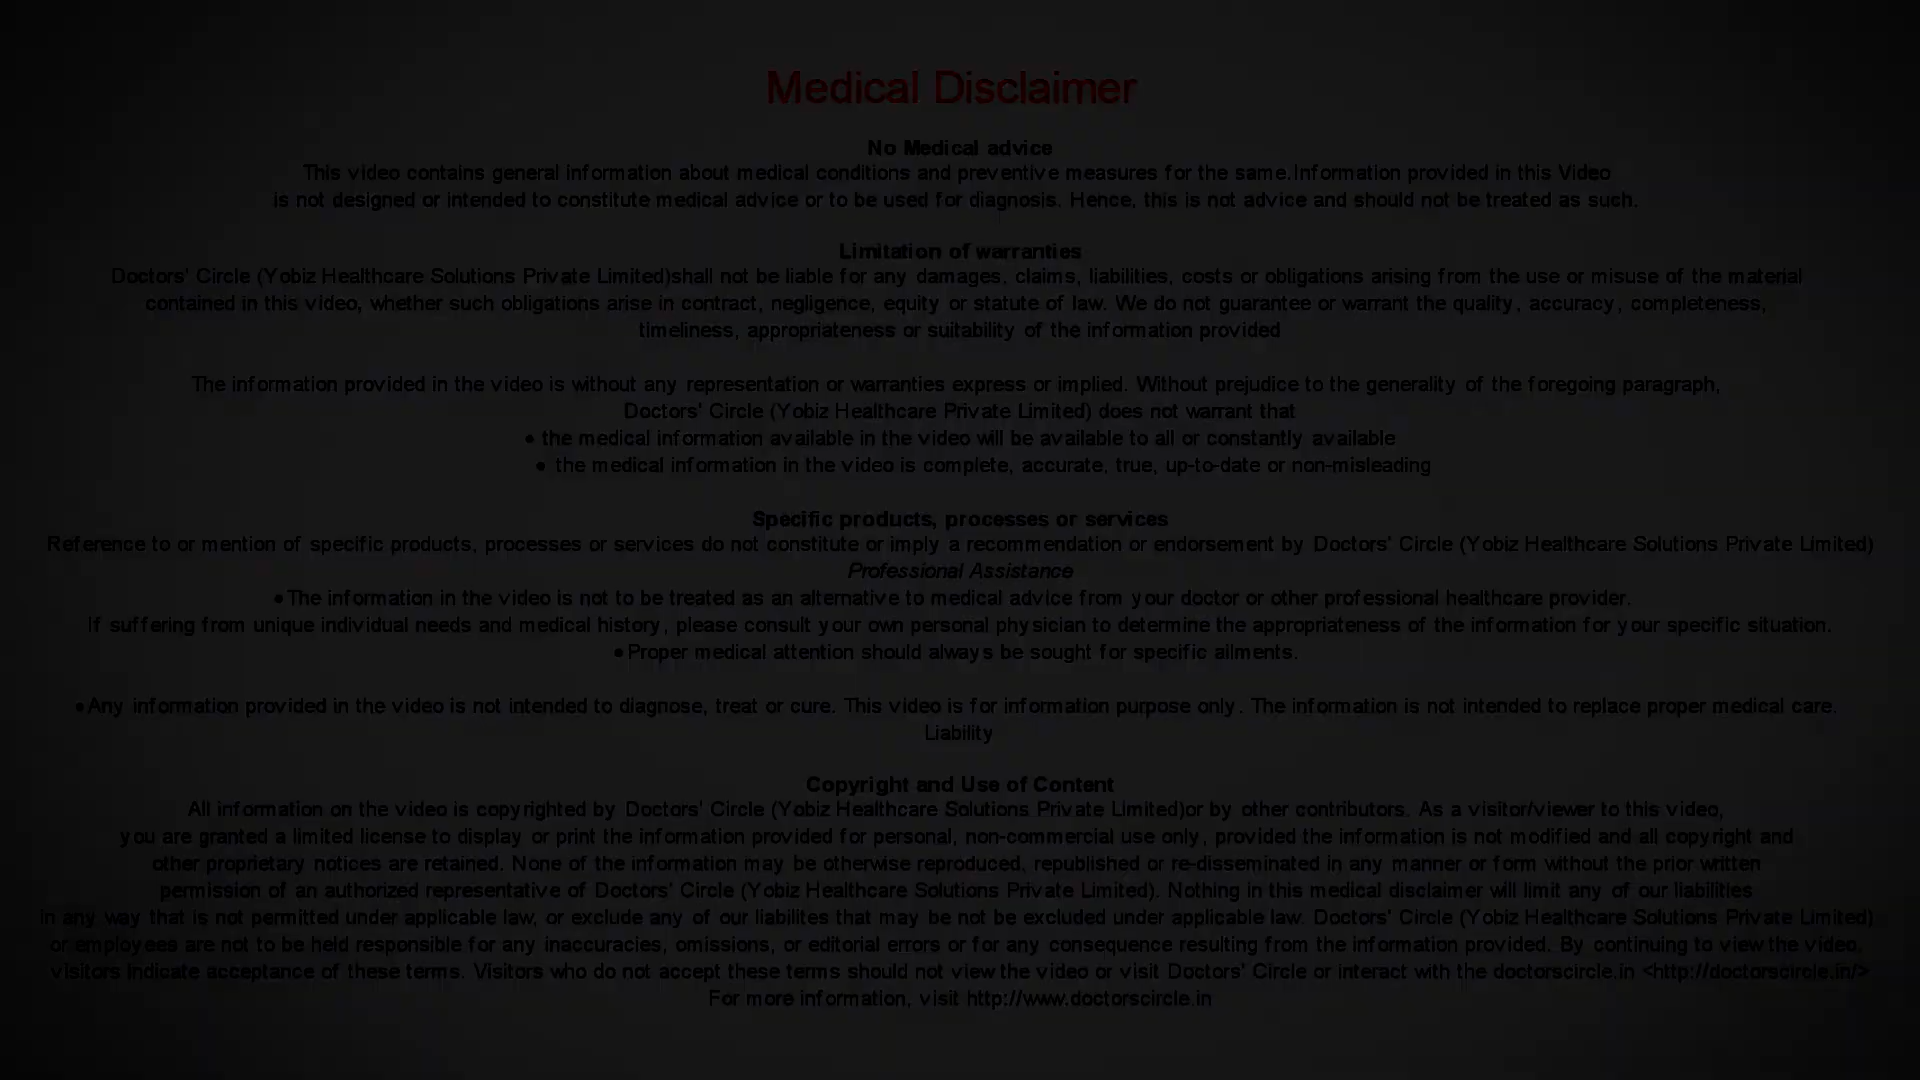 Medical Disclaimer
No Medical advice
This video contains general information about medical conditions and preventive measures for the same.Information provided in this Video
is not designed or intended to constitute medical advice or to be used for diagnosis. Hence, this is not advice and should not be treated as such.
Limitation of warranties
Doctors' Circle (Yobiz Healthcare Solutions Private Limited)shall not be liable for any damages, claims, liabilities, costs or obligations arising from the use or misuse of the material
contained in this video, whether such obligations arise in contract, negligence, equity or statute of law. We do not guarantee or warrant the quality, accuracy, completeness,
timeliness, appropriateness or suitability of the information provided
The information provided in the video is without any representation or warranties express or implied. Without prejudice to the generality of the foregoing paragraph,
Doctors' Circle (Yobiz Healthcare Private Limited) does not warrant that
• the medical information available in the video will be available to all or constantly available
• the medical information in the video is complete, accurate, true, up-to-date or non-misleading
Specific products, processes or services
Reference to or mention of specific products, processes or services do not constitute or imply a recommendation or endorsement by Doctors' Circle (Yobiz Healthcare Solutions Private Limited)
Professional Assistance
•The information in the video is not to be treated as an alternative to medical advice from your doctor or other professional healthcare provider.
If suffering from unique individual needs and medical history, please consult your own personal physician to determine the appropriateness of the information for your specific situation.
•Proper medical attention should always be sought for specific ailments.
•Any information provided in the video is not intended to diagnose, treat or cure. This video is for information purpose only. The information is not intended to replace proper medical care.
Liability
Copyright and Use of Content
All information on the video is copyrighted by Doctors' Circle (Yobiz Healthcare Solutions Private Limited)or by other contributors. As a visitor/viewer to this video,
you are granted a limited license to display or print the information provided for personal, non-commercial use only, provided the information is not modified and all copyright and
other proprietary notices are retained. None of the information may be otherwise reproduced, republished or re-disseminated in any manner or form without the prior written
permission of an authorized representative of Doctors' Circle (Yobiz Healthcare Solutions Private Limited). Nothing in this medical disclaimer will limit any of our liabilities
in any way that is not permitted under applicable law, or exclude any of our liabilites that may be not be excluded under applicable law. Doctors' Circle (Yobiz Healthcare Solutions Private Limited)
or employees are not to be held responsible for any inaccuracies, omissions, or editorial errors or for any consequence resulting from the information provided. By continuing to view the video,
visitors indicate acceptance of these terms. Visitors who do not accept these terms should not view the video or visit Doctors' Circle or interact with the doctorscircle.in <http://doctorscircle.in/>
For more information, visit http://www.doctorscircle.in